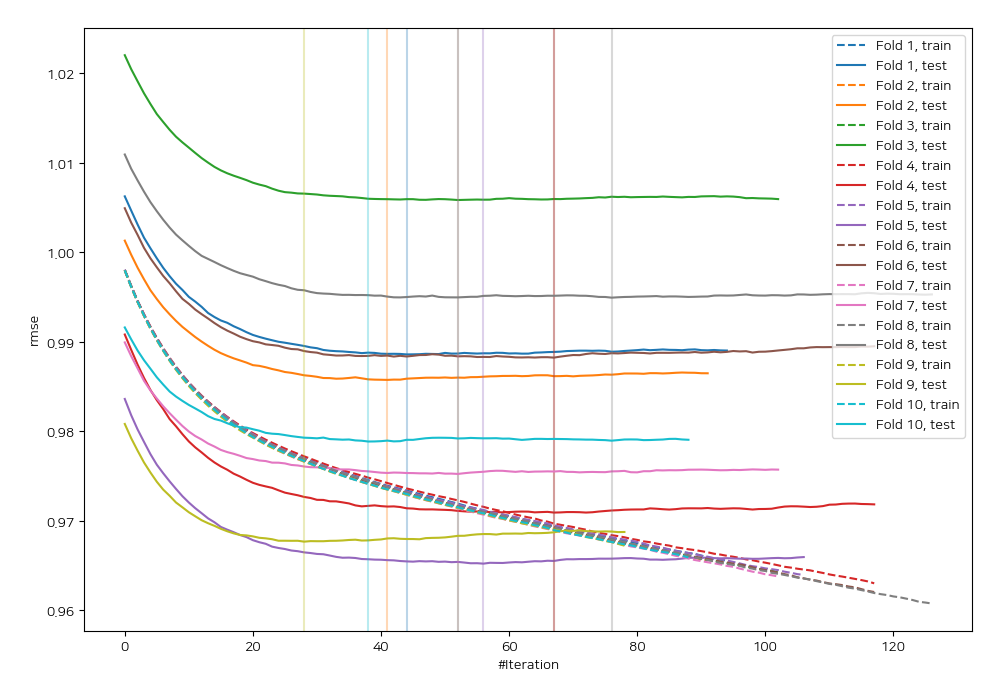 1,02
1,01
1,00
0,99
0,98
0,97
0,96
rmse
0
20
40
60
80
100
120
#Iteration
Fold 1, train
Fold 1, test
Fold 2, train
Fold 2, test
Fold 3, train
Fold 3, test
Fold 4, train
Fold 4, test
Fold 5, train
Fold 5, test
Fold 6, train
Fold 6, test
Fold 7, train
Fold 7, test
Fold 8, train
Fold 8, test
Fold 9, train
Fold 9, test
Fold 10, train
Fold 10, test